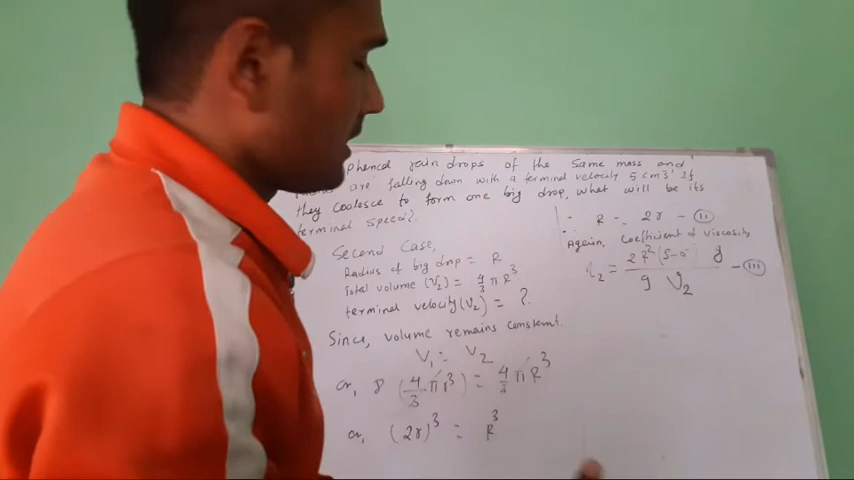 spherical rain drops of the same mass and
are falling down with a terminal velocity 5 cm s⁻¹. If
they coalesce to form one big drop, what will be its
terminal speed?
Second Case,
Radius of big drop = R
Total volume (V₂) = 4/3 π R³
terminal velocity (V₂) = ?
Since, volume remains constant.
V₁ = V₂
or, 8 (4/3 π r³) = 4/3 π R³
or, (2r)³ = R³
∴ R = 2r — (ii)
Again, Coefficient of viscosity,
η₂ = 2 R² (ρ-σ) g / 9 V₂ — (iii)